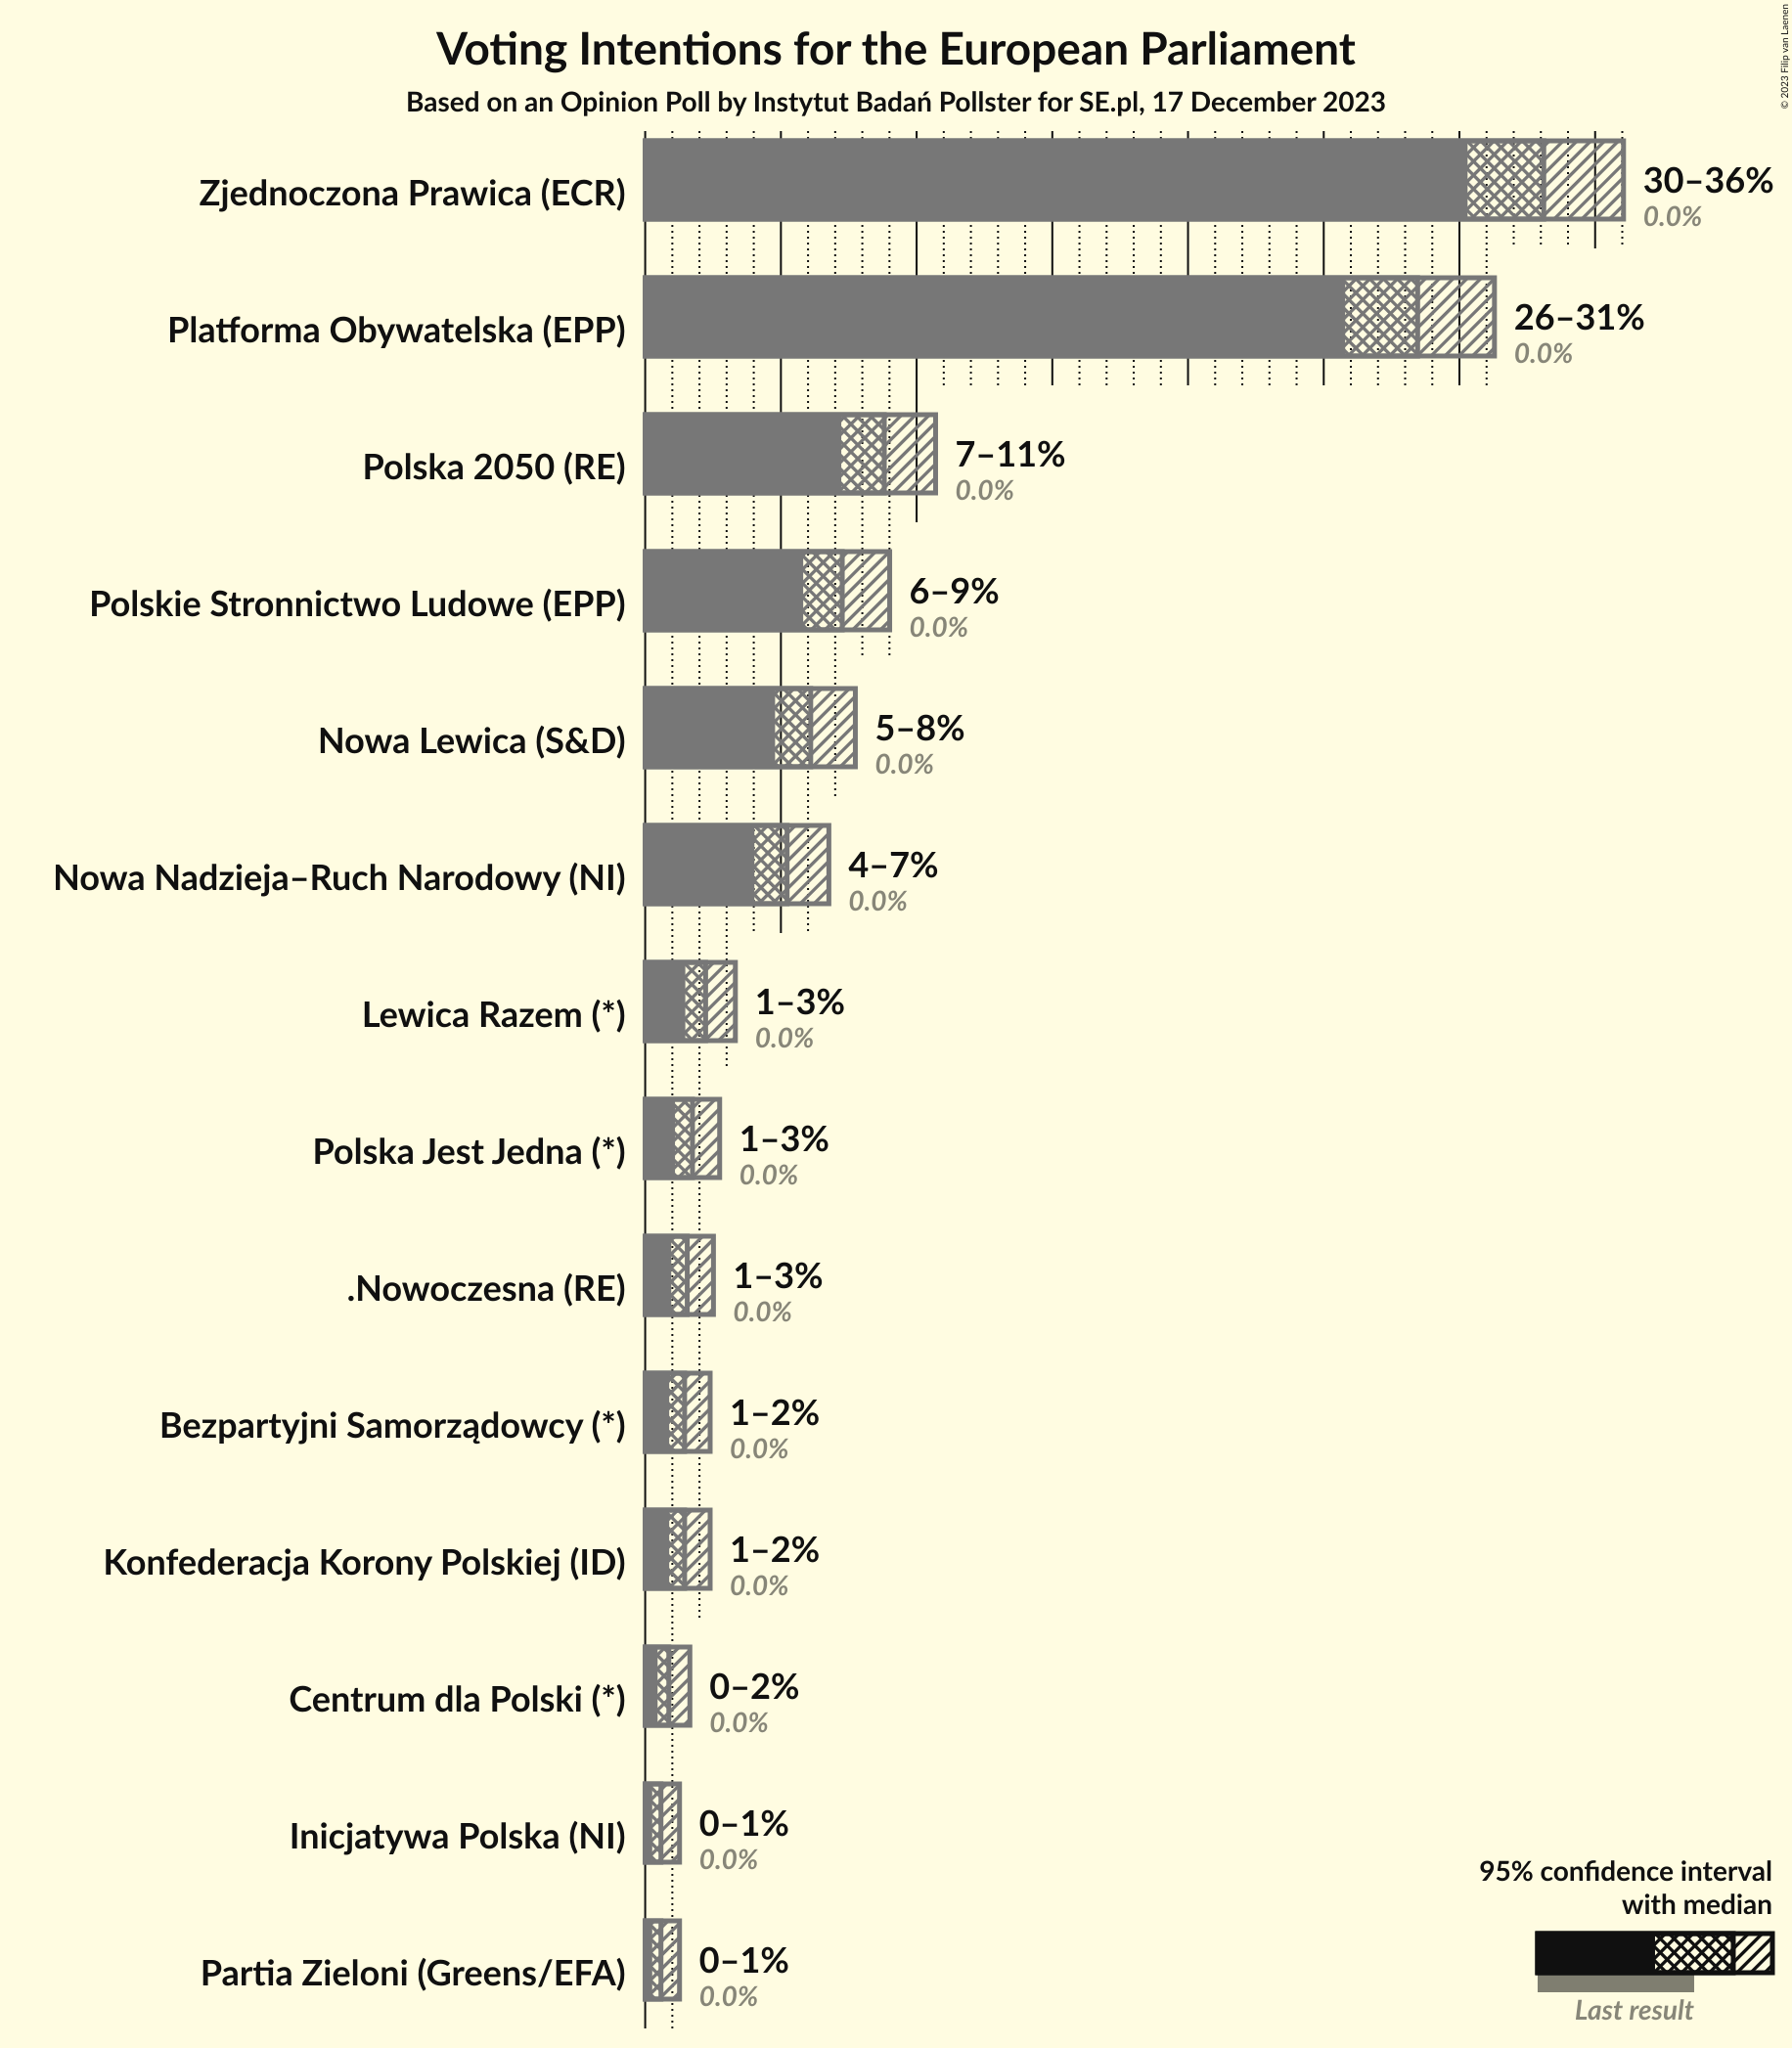 © 2023 Filip van Laenen
Voting Intentions for the European Parliament
Based on an Opinion Poll by Instytut Badań Pollster for SE.pl, 17 December 2023
Zjednoczona Prawica (ECR)
30–36%
0.0%
Platforma Obywatelska (EPP)
26–31%
0.0%
Polska 2050 (RE)
7–11%
0.0%
Polskie Stronnictwo Ludowe (EPP)
6–9%
0.0%
Nowa Lewica (S&D)
5–8%
0.0%
Nowa Nadzieja–Ruch Narodowy (NI)
4–7%
0.0%
Lewica Razem (*)
1–3%
0.0%
Polska Jest Jedna (*)
1–3%
0.0%
.Nowoczesna (RE)
1–3%
0.0%
Bezpartyjni Samorządowcy (*)
1–2%
0.0%
Konfederacja Korony Polskiej (ID)
1–2%
0.0%
Centrum dla Polski (*)
0–2%
0.0%
Inicjatywa Polska (NI)
0–1%
0.0%
Partia Zieloni (Greens/EFA)
0–1%
0.0%
95% confidence interval
with median
Last result